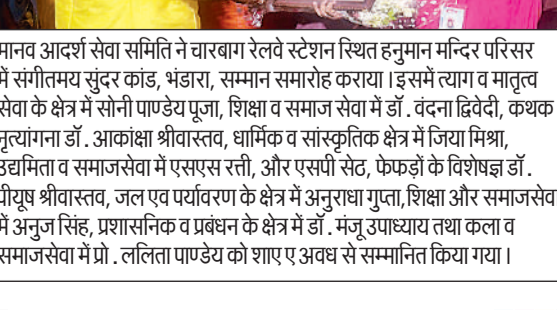 मानव आदर्श सेवा समिति ने चारबाग रेलवे स्टेशन स्थित हनुमान मन्दिर परिसर
में संगीतमय सुंदर कांड, भंडारा, सम्मान समारोह कराया।इसमें त्याग व मातृत्व
सेवा के क्षेत्र में सोनी पाण्डेय पूजा, शिक्षा व समाज सेवा में डॉ. वंदना द्विवेदी, कथक
नृत्यांगना डॉ. आकांक्षा श्रीवास्तव, धार्मिक व सांस्कृतिक क्षेत्र में जिया मिश्रा,
उद्यमिता व समाजसेवा में एसएस रत्ती, और एसपी सेठ, फेफड़ों के विशेषज्ञ डॉ.
पीयूष श्रीवास्तव, जल एव पर्यावरण के क्षेत्र में अनुराधा गुप्ता,शिक्षा और समाजसेवा
में अनुज सिंह, प्रशासनिक व प्रबंधन के क्षेत्र में डॉ. मंजू उपाध्याय तथा कला व
समाजसेवा में प्रो. ललिता पाण्डेय को शाए ए अवध से सम्मानित किया गया।